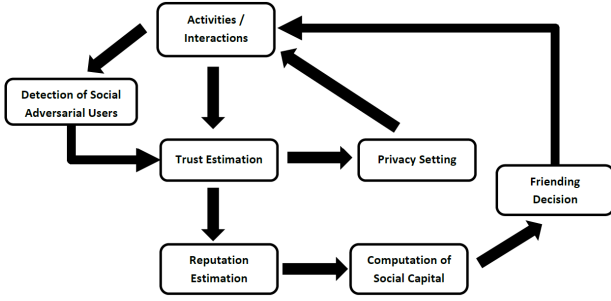 Activities /
Interactions
Detection of Social
Adversarial Users
Trust Estimation
Privacy Setting
Friending
Decision
Reputation
Estimation
Computation of
Social Capital